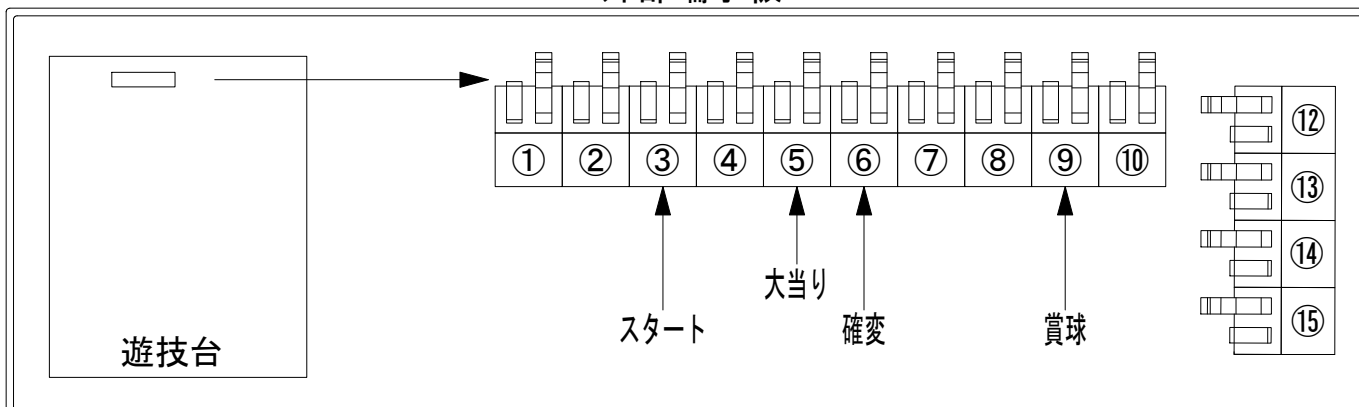 ① ② ③ ④ ⑤ ⑥ ⑦ ⑧ ⑨ ⑩
⑫
⑬
⑭
⑮
大当り
スタート
確変
賞球
遊技台